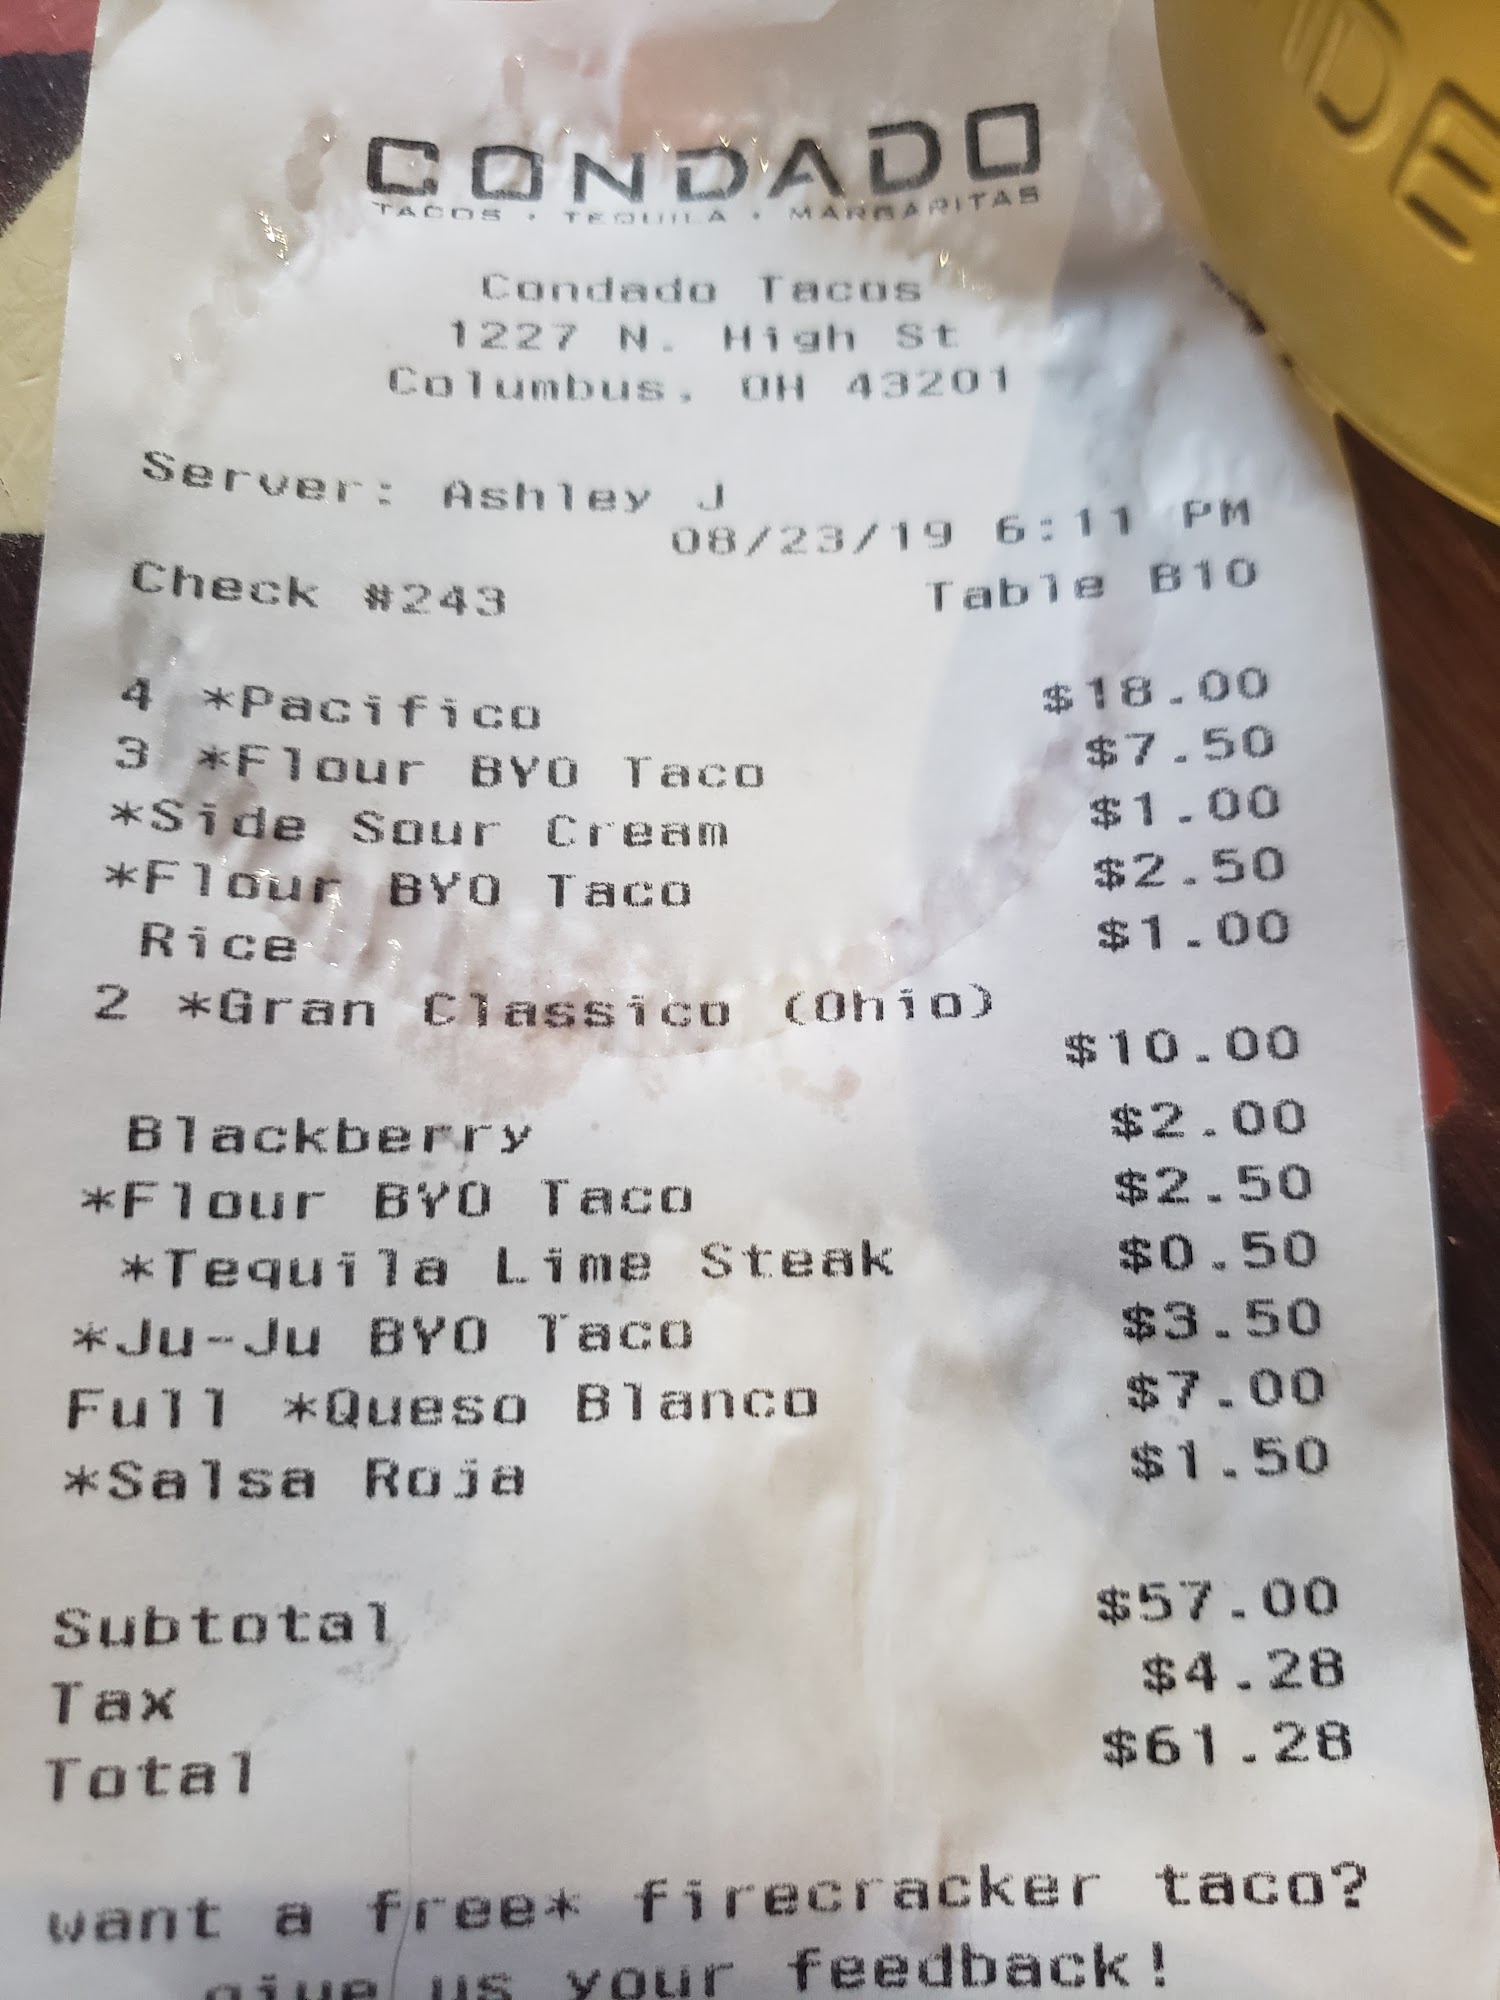 CONDADO
TACOS • TEQUILA • MARGARITAS
Condado Tacos
1227 N. High St
Columbus, OH 43201
Server: Ashley J
08/23/19 6:11 PM
Check #243 Table B10
4 *Pacifico $18.00
3 *Flour BYO Taco $7.50
*Side Sour Cream $1.00
*Flour BYO Taco $2.50
Rice $1.00
2 *Gran Classico (Ohio)
$10.00
Blackberry $2.00
*Flour BYO Taco $2.50
*Tequila Lime Steak $0.50
*Ju-Ju BYO Taco $3.50
Full *Queso Blanco $7.00
*Salsa Roja $1.50
Subtotal $57.00
Tax $4.28
Total $61.28
want a free* firecracker taco?
give us your feedback!